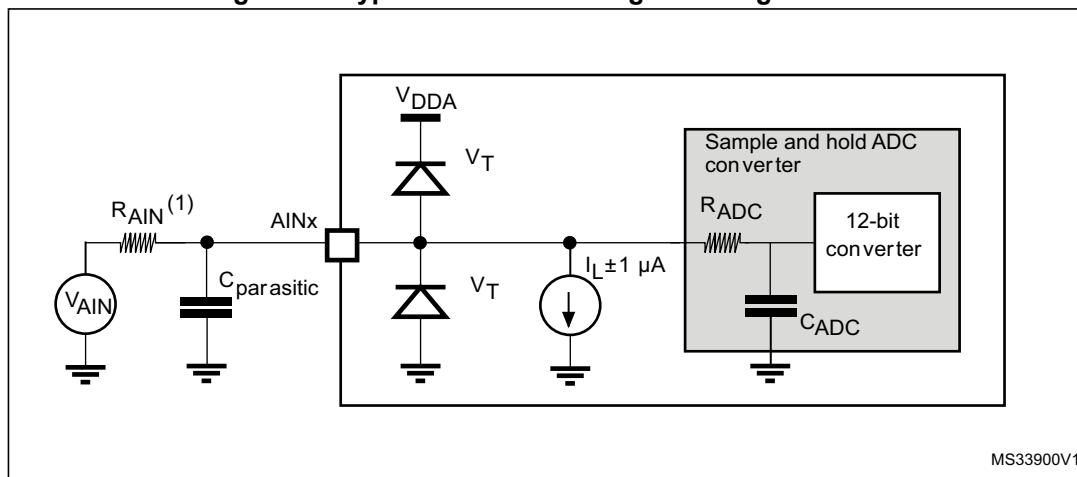 V_DDA
V_T
Sample and hold ADC
converter
R_AIN (1)
AINx
R_ADC
12-bit
converter
I_L±1 µA
V_AIN
C_parasitic
V_T
C_ADC
MS33900V1